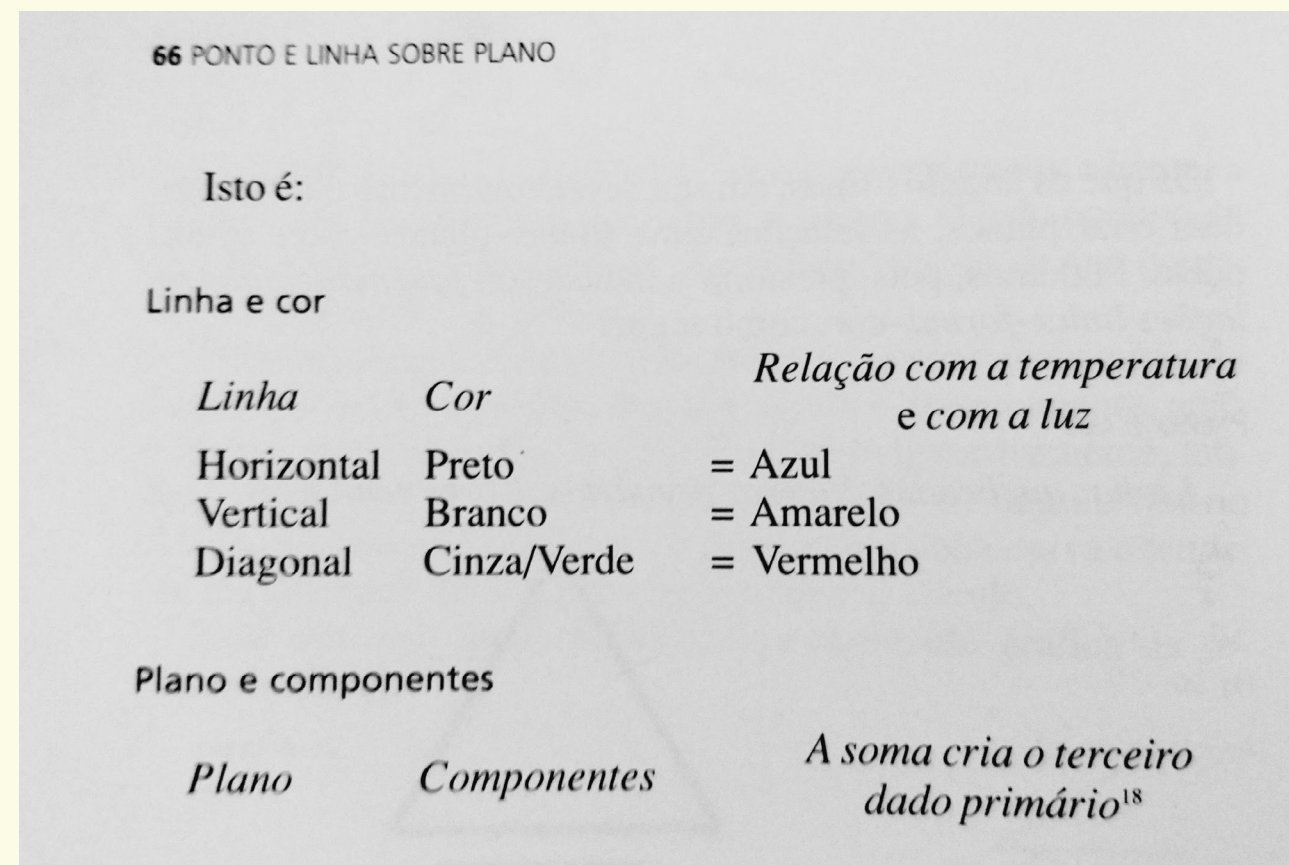 66 PONTO E LINHA SOBRE PLANO
Isto é:
Linha e cor
Linha Cor Relação com a temperatura
e com a luz
Horizontal Preto = Azul
Vertical Branco = Amarelo
Diagonal Cinza/Verde = Vermelho
Plano e componentes
Plano Componentes A soma cria o terceiro
dado primário¹⁸